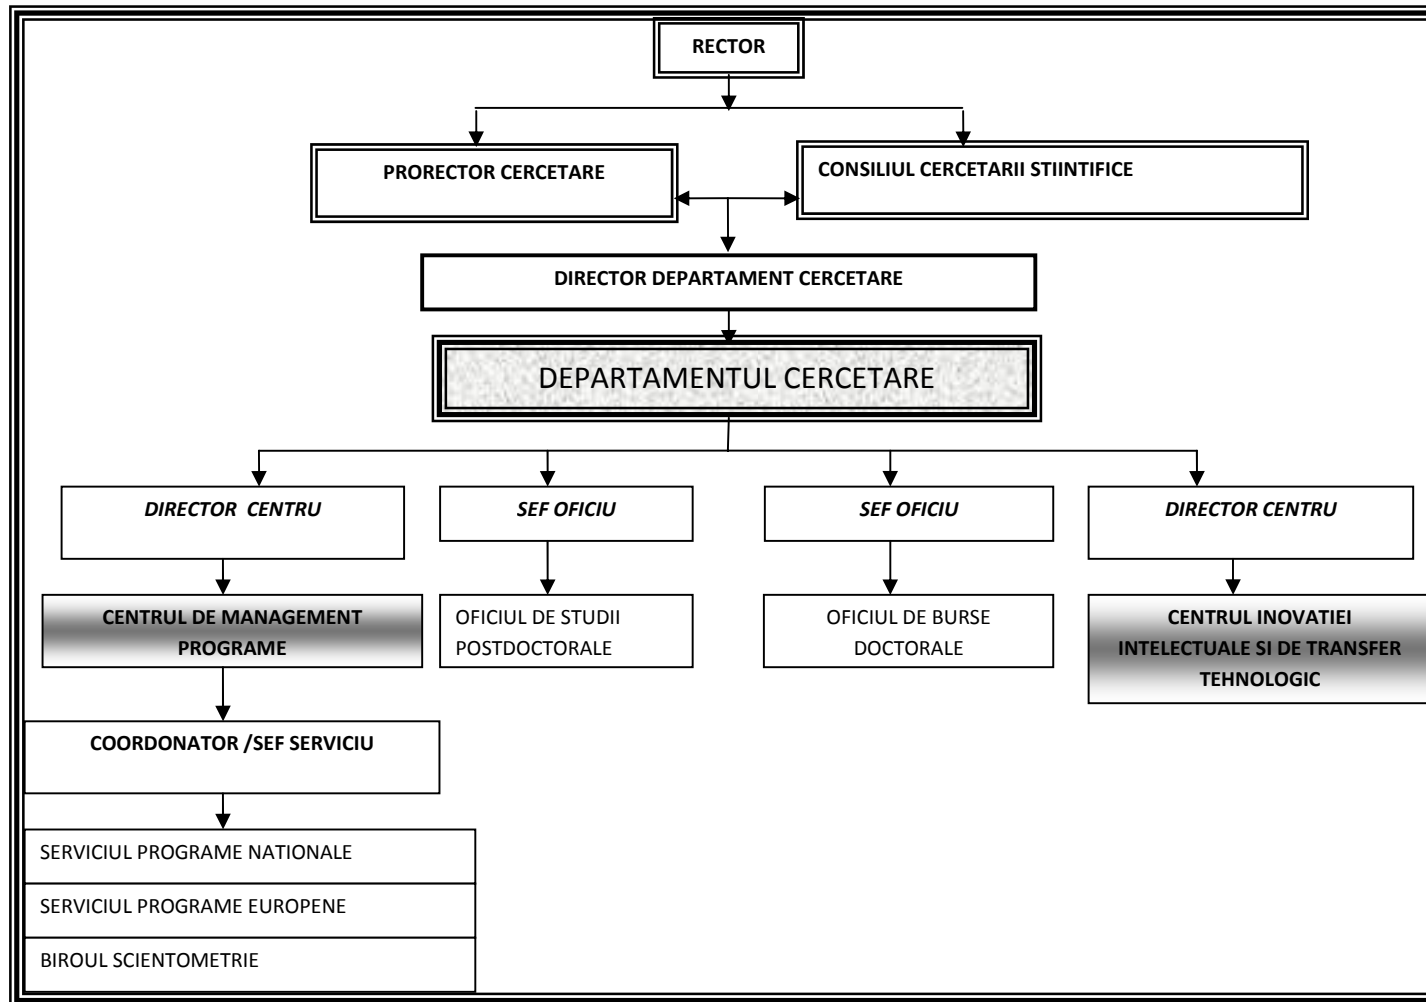 RECTOR
PRORECTOR CERCETARE
CONSILIUL CERCETARII STIINTIFICE
DIRECTOR DEPARTAMENT CERCETARE
DEPARTAMENTUL CERCETARE
DIRECTOR CENTRU
SEF OFICIU
SEF OFICIU
DIRECTOR CENTRU
CENTRUL DE MANAGEMENT
PROGRAME
OFICIUL DE STUDII
POSTDOCTORALE
OFICIUL DE BURSE
DOCTORALE
CENTRUL INOVATIEI
INTELECTUALE SI DE TRANSFER
TEHNOLOGIC
COORDONATOR /SEF SERVICIU
SERVICIUL PROGRAME NATIONALE
SERVICIUL PROGRAME EUROPENE
BIROUL SCIENTOMETRIE